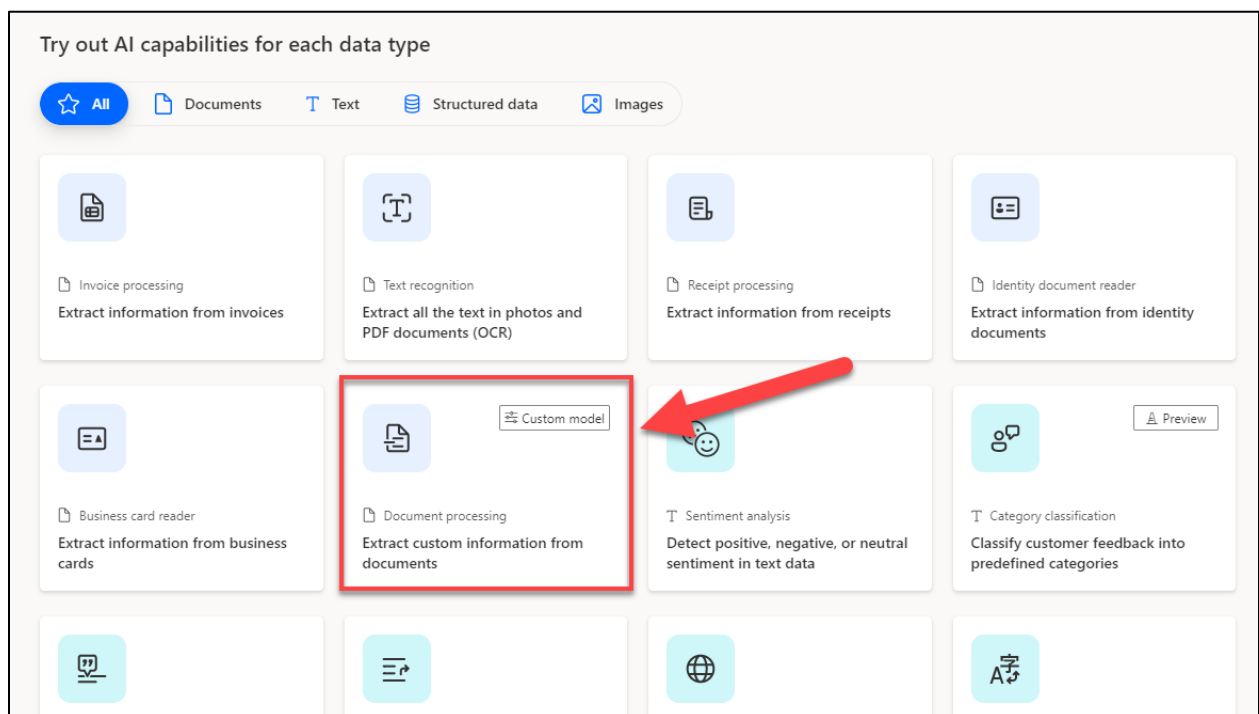 Try out AI capabilities for each data type
All
Documents
Text
Structured data
Images
Invoice processing
Extract information from invoices
Text recognition
Extract all the text in photos and
PDF documents (OCR)
Receipt processing
Extract information from receipts
Identity document reader
Extract information from identity
documents
Business card reader
Extract information from business
cards
Custom model
Document processing
Extract custom information from
documents
Sentiment analysis
Detect positive, negative, or neutral
sentiment in text data
Preview
Category classification
Classify customer feedback into
predefined categories